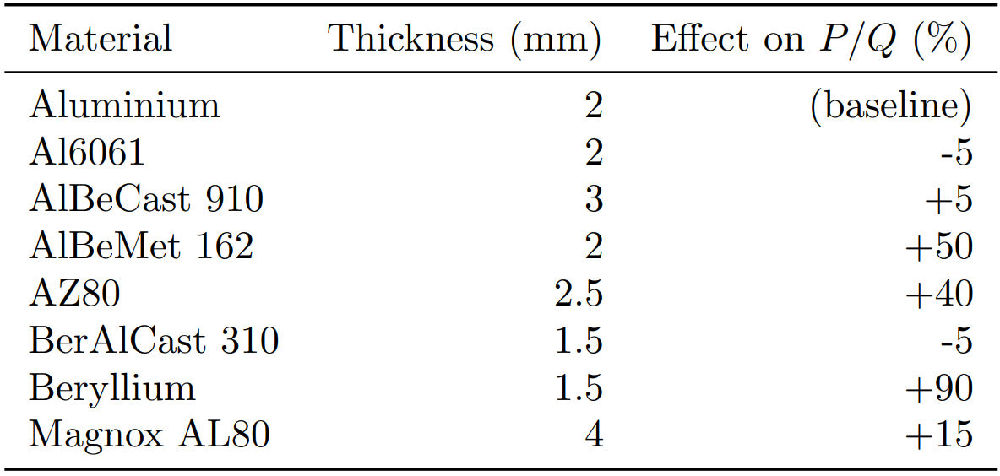 Material Thickness (mm) Effect on P/Q (%)
Aluminium 2 (baseline)
Al6061 2 -5
AlBeCast 910 3 +5
AlBeMet 162 2 +50
AZ80 2.5 +40
BerAlCast 310 1.5 -5
Beryllium 1.5 +90
Magnox AL80 4 +15